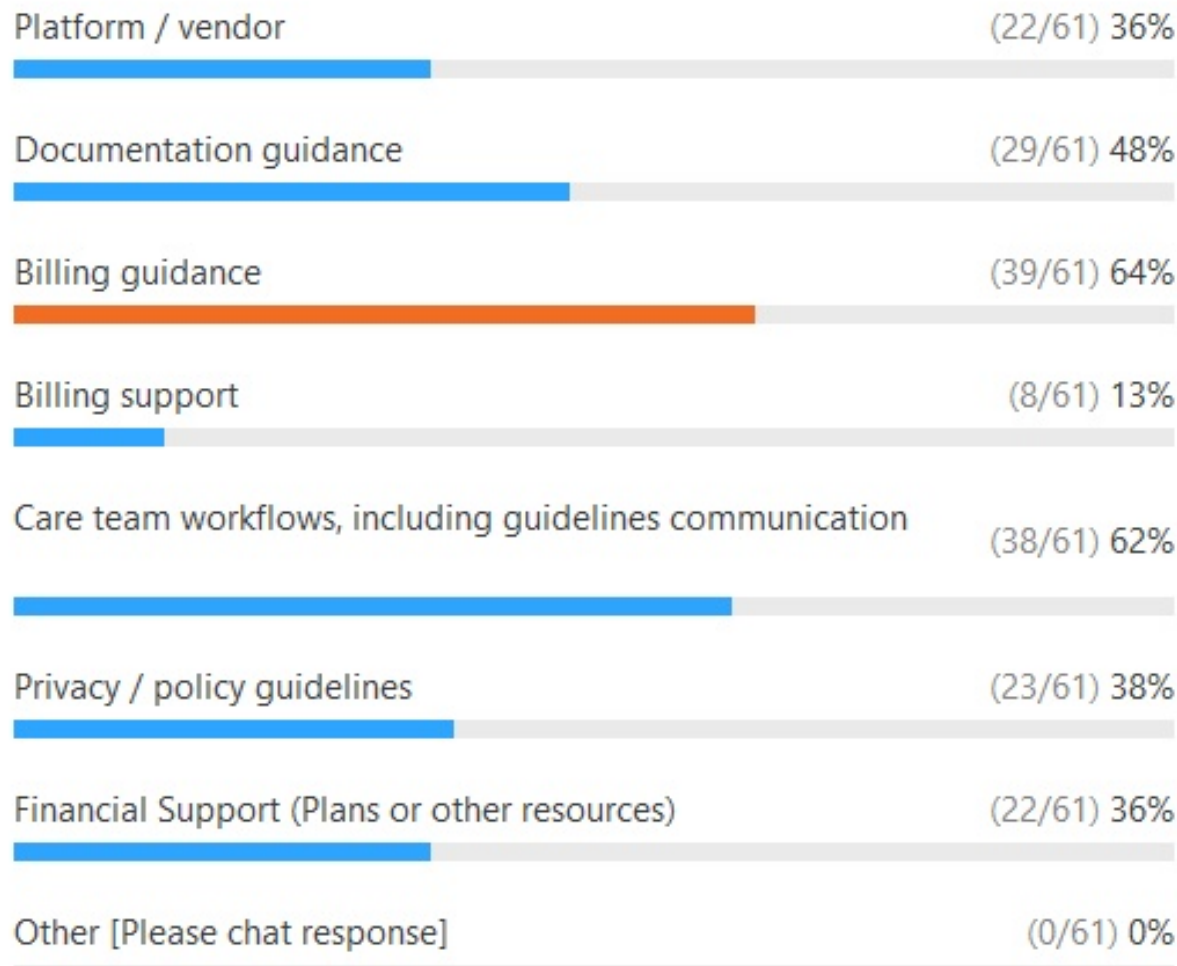 Platform / vendor (22/61) 36%
Documentation guidance (29/61) 48%
Billing guidance (39/61) 64%
Billing support (8/61) 13%
Care team workflows, including guidelines communication (38/61) 62%
Privacy / policy guidelines (23/61) 38%
Financial Support (Plans or other resources) (22/61) 36%
Other [Please chat response] (0/61) 0%